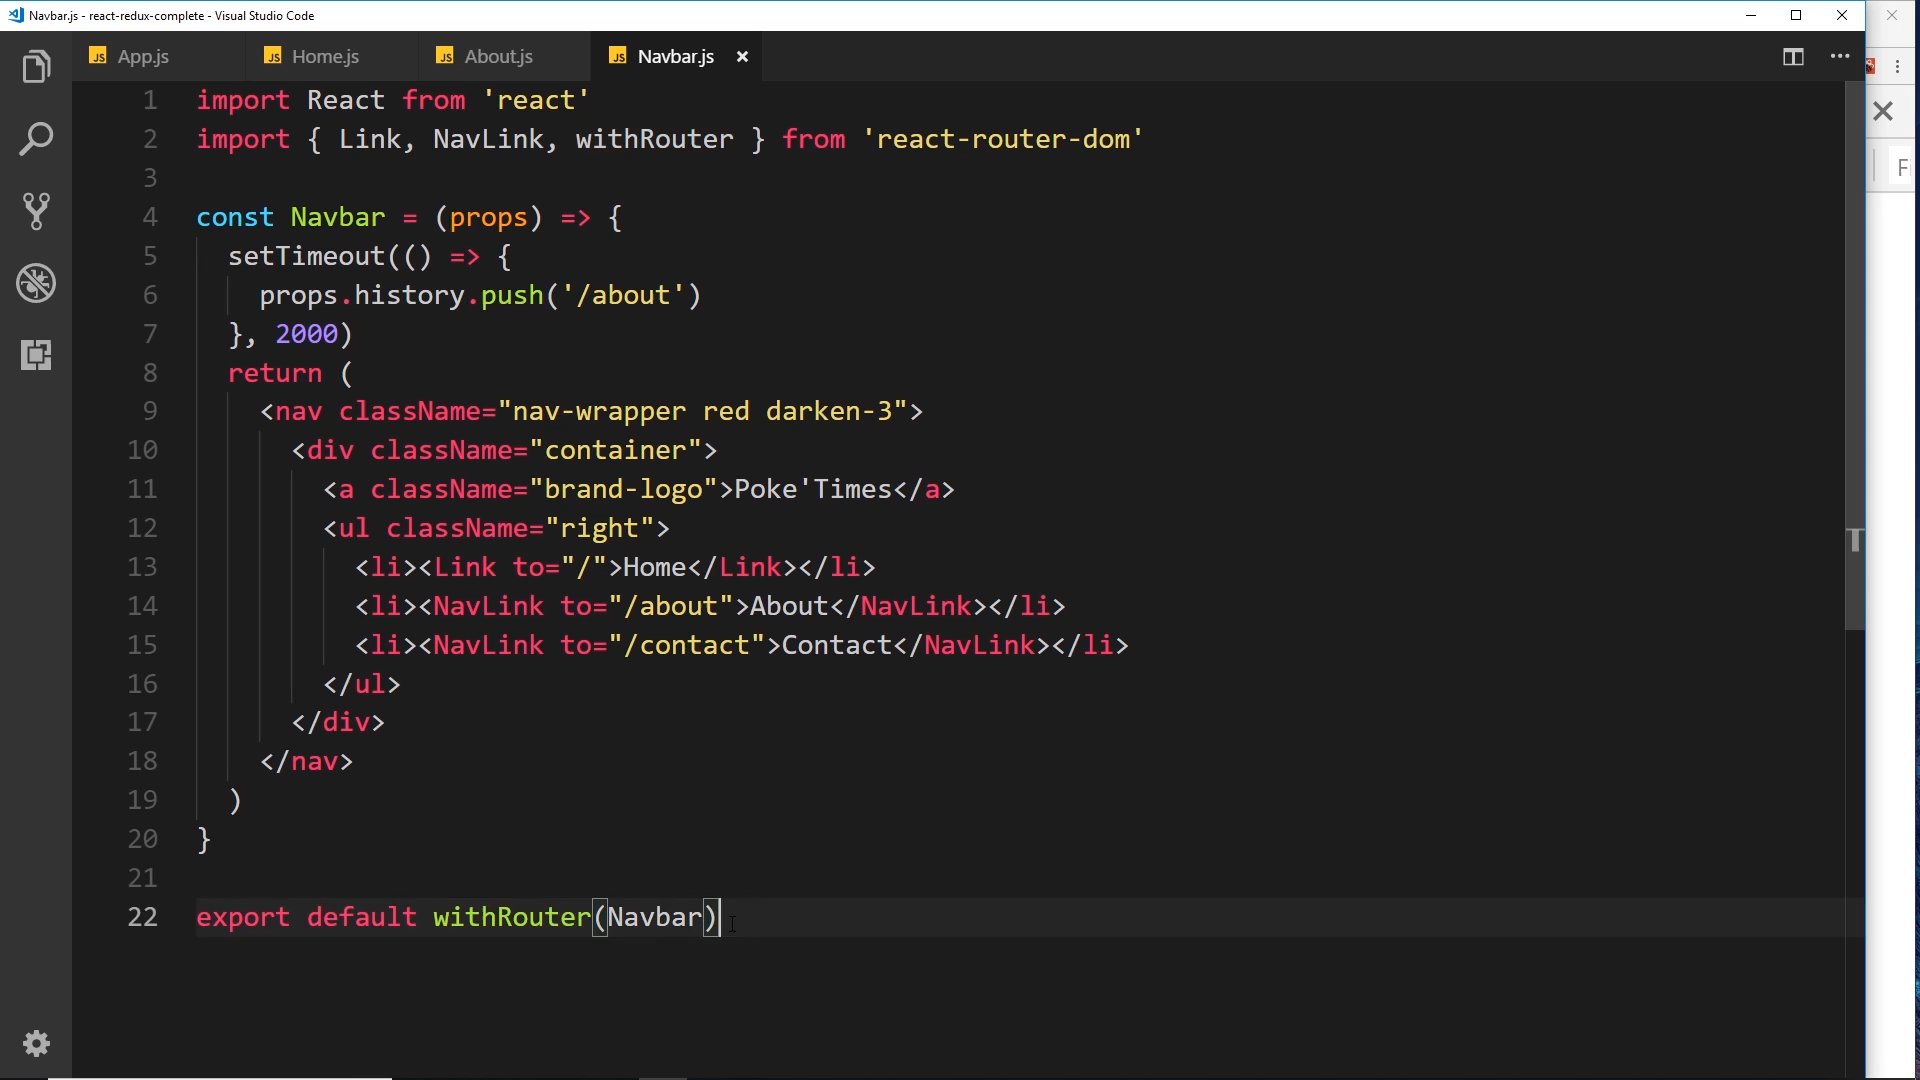 Navbar.js - react-redux-complete - Visual Studio Code
JS App.js JS Home.js JS About.js JS Navbar.js
1 import React from 'react'
2 import { Link, NavLink, withRouter } from 'react-router-dom'
3
4 const Navbar = (props) => {
5 setTimeout(() => {
6 props.history.push('/about')
7 }, 2000)
8 return (
9 <nav className="nav-wrapper red darken-3">
10 <div className="container">
11 <a className="brand-logo">Poke'Times</a>
12 <ul className="right">
13 <li><Link to="/">Home</Link></li>
14 <li><NavLink to="/about">About</NavLink></li>
15 <li><NavLink to="/contact">Contact</NavLink></li>
16 </ul>
17 </div>
18 </nav>
19 )
20 }
21
22 export default withRouter(Navbar)